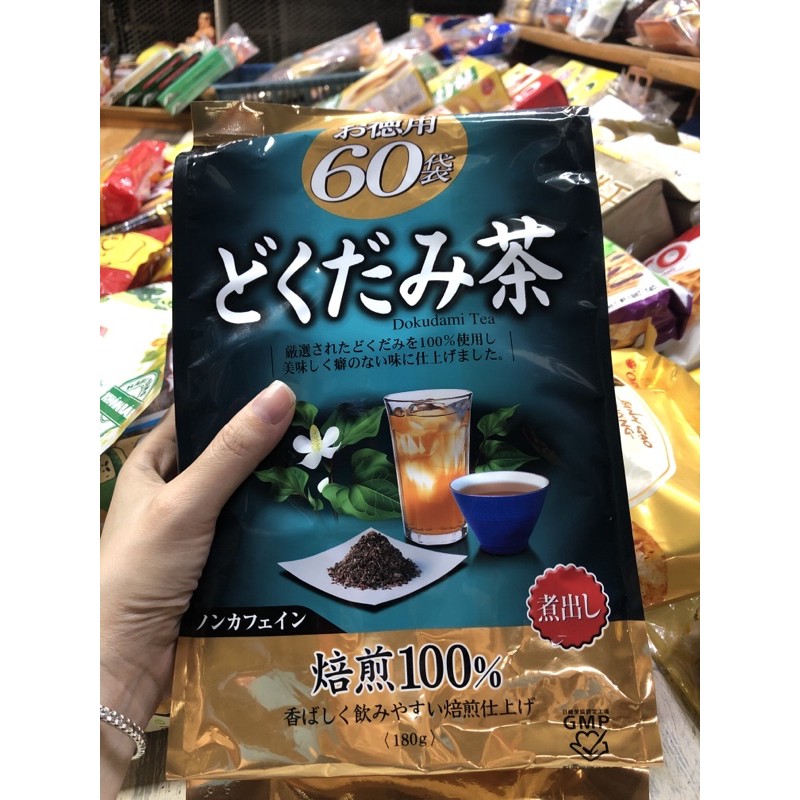 お徳用
60袋
どくだみ茶
Dokudami Tea
厳選されたどくだみを100%使用し
美味しく癖のない味に仕上げました。
煮出し
ノンカフェイン
焙煎100%
香ばしく飲みやすい焙煎仕上げ
〈180g〉
GMP